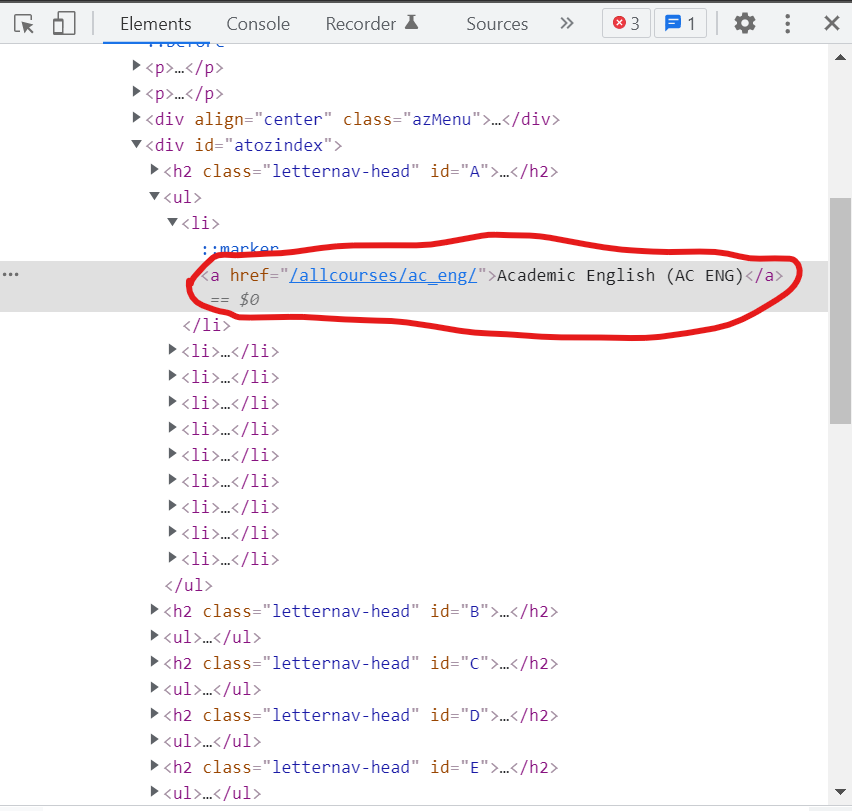 Elements Console Recorder Sources » 3 1
::before
<p>…</p>
<p>…</p>
<div align="center" class="azMenu">…</div>
<div id="atozindex">
<h2 class="letternav-head" id="A">…</h2>
<ul>
<li>
::marker
<a href="/allcourses/ac_eng/">Academic English (AC ENG)</a>
== $0
</li>
<li>…</li>
<li>…</li>
<li>…</li>
<li>…</li>
<li>…</li>
<li>…</li>
<li>…</li>
<li>…</li>
<li>…</li>
</ul>
<h2 class="letternav-head" id="B">…</h2>
<ul>…</ul>
<h2 class="letternav-head" id="C">…</h2>
<ul>…</ul>
<h2 class="letternav-head" id="D">…</h2>
<ul>…</ul>
<h2 class="letternav-head" id="E">…</h2>
<ul>…</ul>